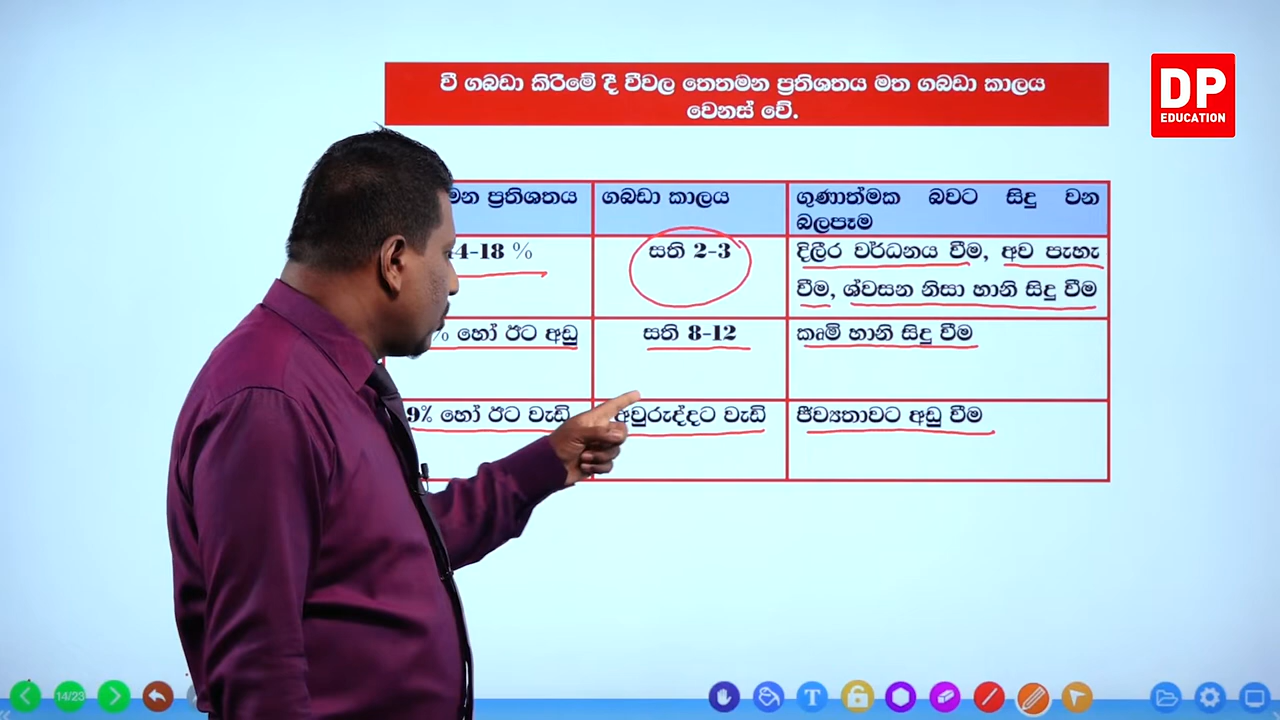 DP
EDUCATION
වී ගබඩා කිරීමේ දී වීවල තෙතමන ප්‍රතිශතය මත ගබඩා කාලය
වෙනස් වේ.
ප්‍රතිශතය ගබඩා කාලය ගුණාත්මක බවට සිදු වන
බලපෑම
4-18 % සති 2-3 දිලීර වර්ධනය වීම, අව පැහැ
වීම, ශ්වසන නිසා හානි සිදු වීම
% හෝ ඊට අඩු සති 8-12 කෘමි හානි සිදු වීම
9% හෝ ඊට වැඩි අවුරුද්දට වැඩි ජීව්‍යතාවට අඩු වීම
14/23